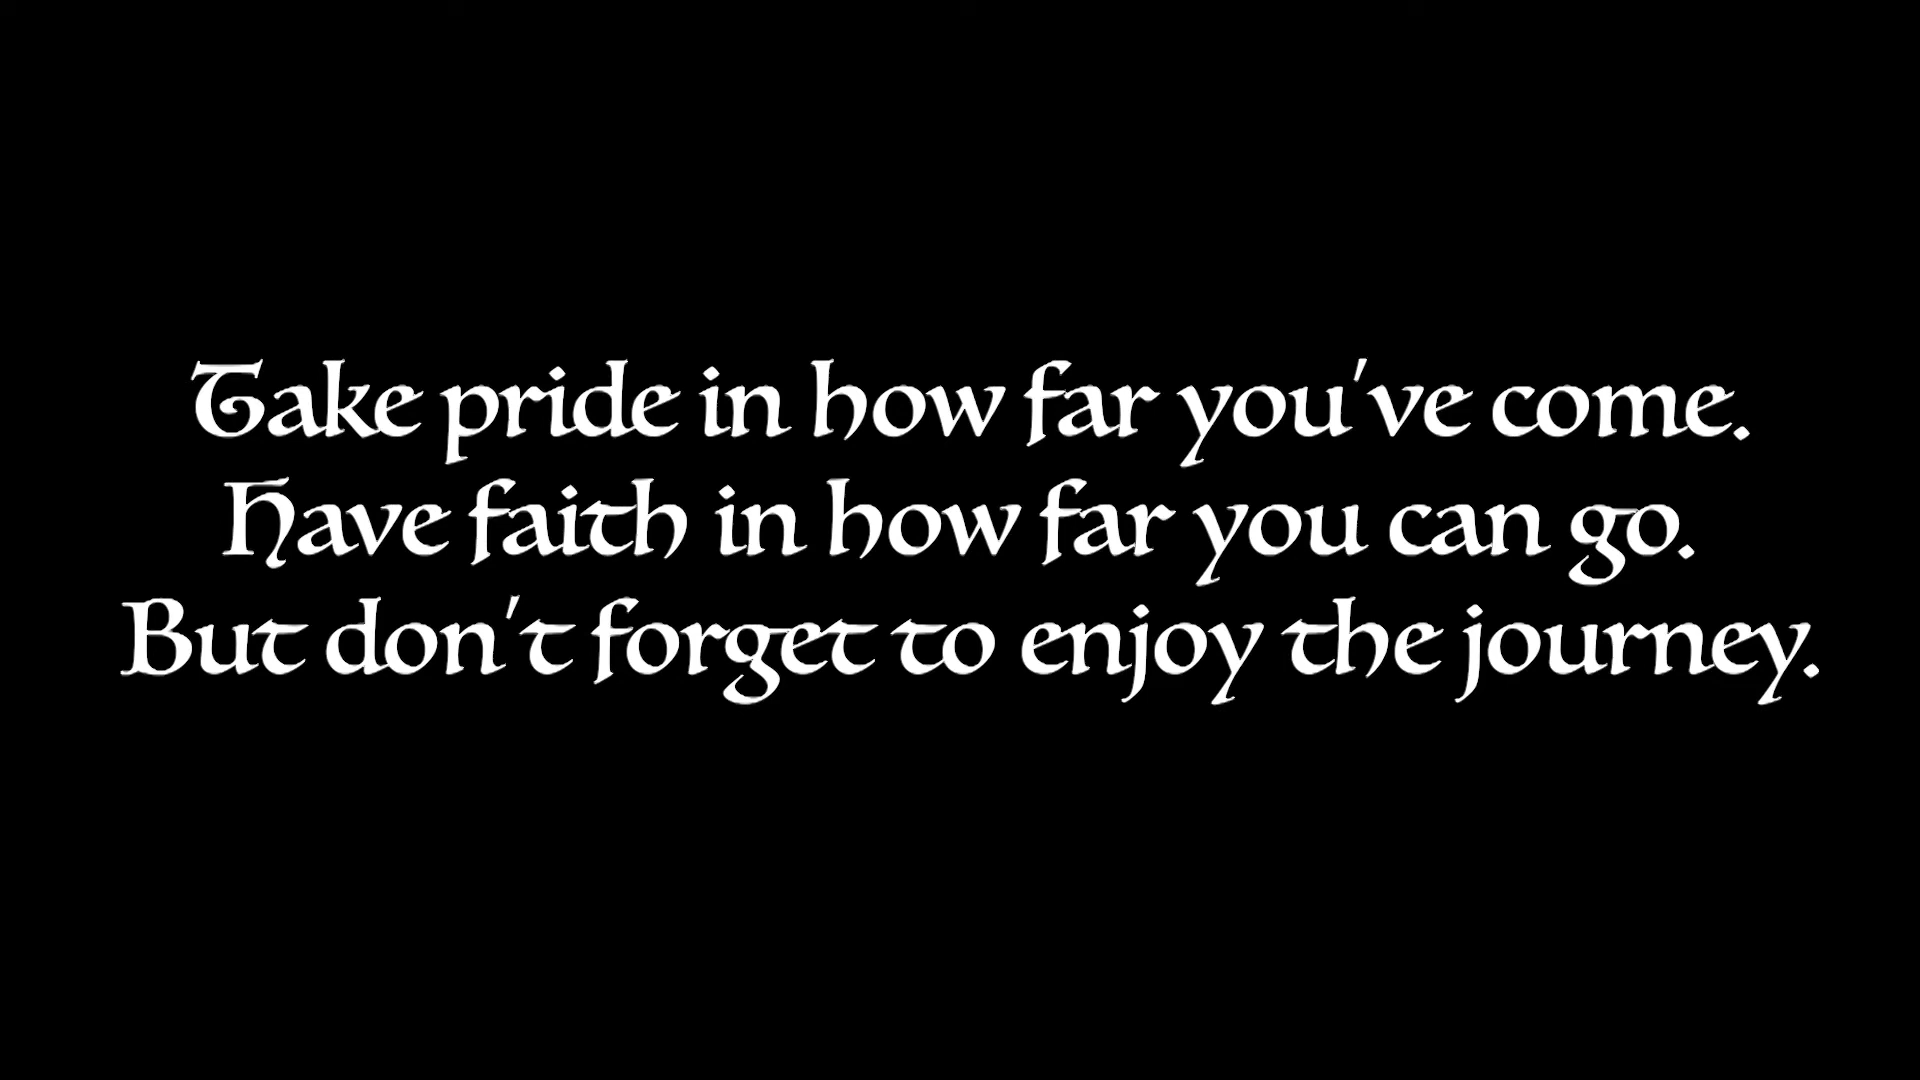 Take pride in how far you've come.
Have faith in how far you can go.
But don't forget to enjoy the journey.